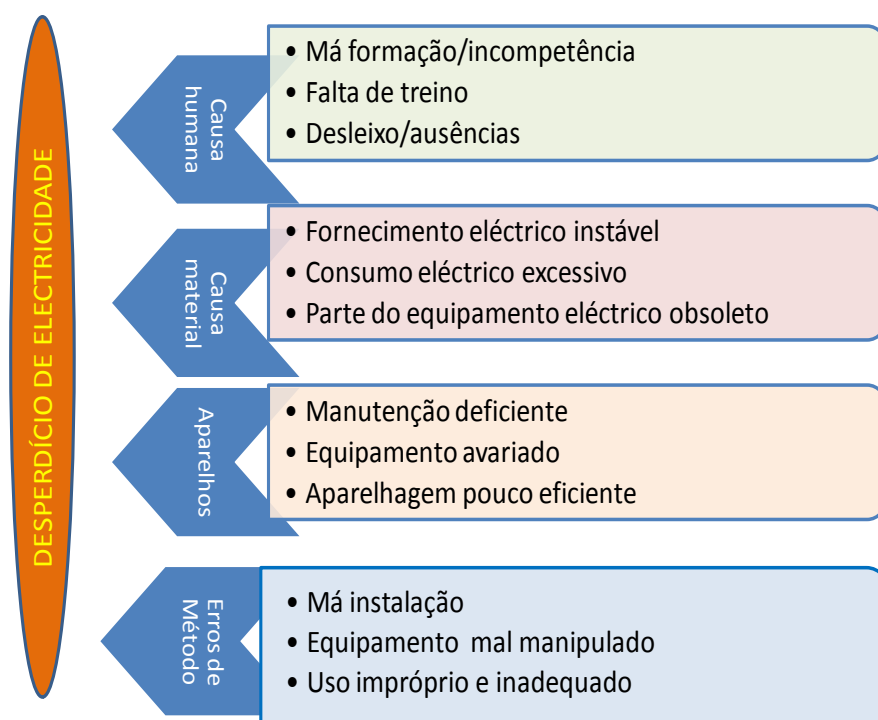 DESPERDÍCIO DE ELECTRICIDADE
Causa
humana
• Má formação/incompetência
• Falta de treino
• Desleixo/ausências
Causa
material
• Fornecimento eléctrico instável
• Consumo eléctrico excessivo
• Parte do equipamento eléctrico obsoleto
Aparelhos
• Manutenção deficiente
• Equipamento avariado
• Aparelhagem pouco eficiente
Erros de
Método
• Má instalação
• Equipamento mal manipulado
• Uso impróprio e inadequado